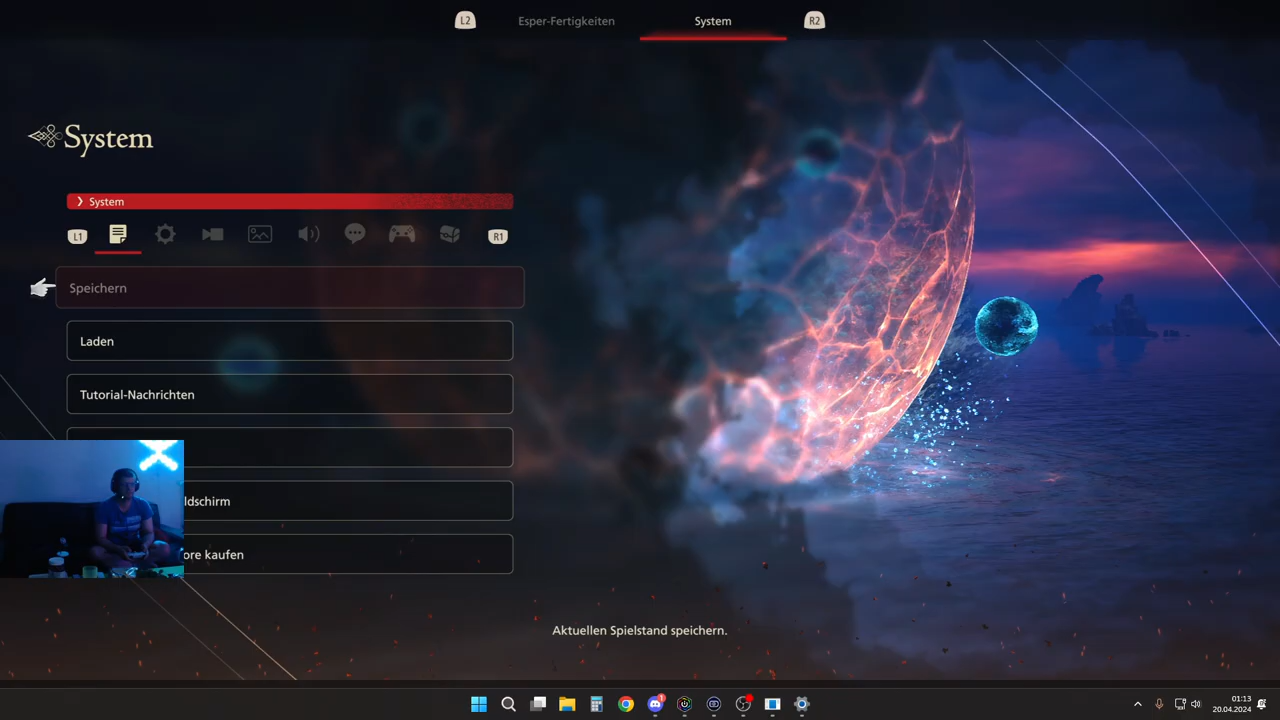 L2
Esper-Fertigkeiten
System
R2
System
❯ System
L1
R1
Speichern
Laden
Tutorial-Nachrichten
ldschirm
ore kaufen
Aktuellen Spielstand speichern.
1
01:13
20.04.2024